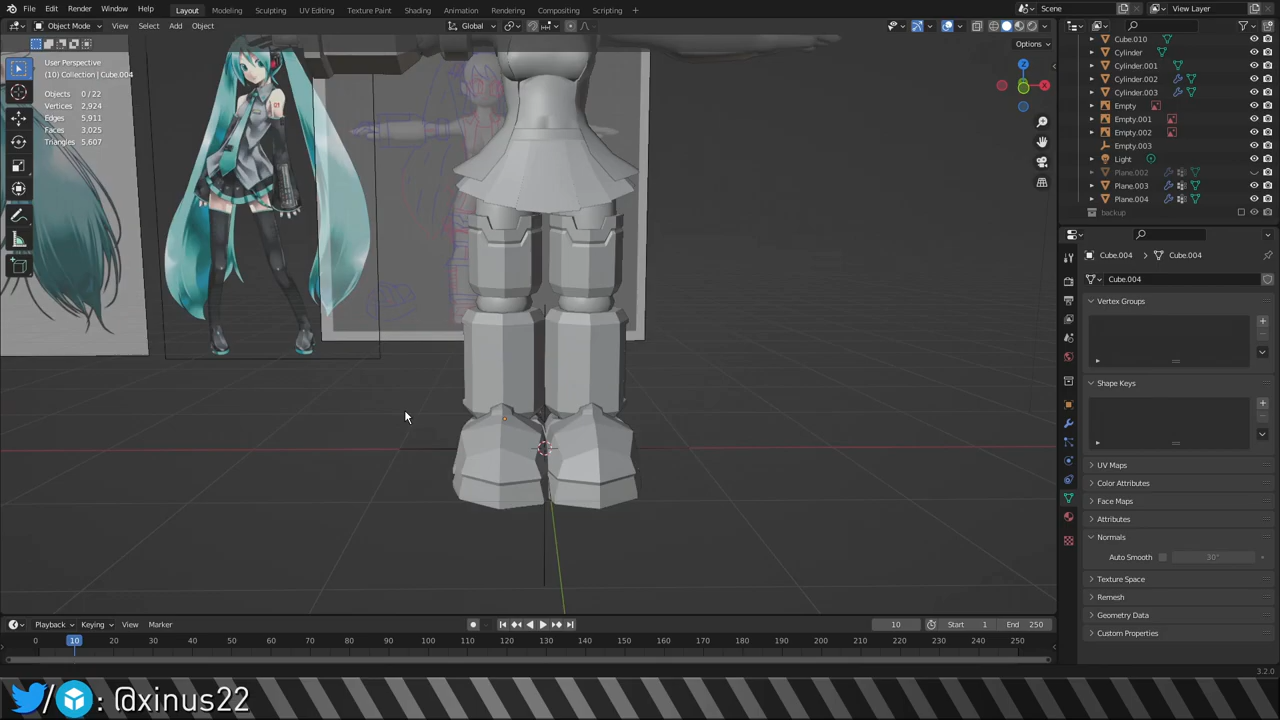 File Edit Render Window Help
Layout Modeling Sculpting UV Editing Texture Paint Shading Animation Rendering Compositing Scripting +
Scene View Layer
Object Mode View Select Add Object Global
Options
User Perspective
(10) Collection | Cube.004
Objects 0/22
Vertices 2,924
Edges 5,911
Faces 3,025
Triangles 5,607
Z
X
Cube.010
Cylinder
Cylinder.001
Cylinder.002
Cylinder.003
Empty
Empty.001
Empty.002
Empty.003
Light
Plane.002
Plane.003
Plane.004
backup
Cube.004 > Cube.004
Cube.004
Vertex Groups
Shape Keys
UV Maps
Color Attributes
Face Maps
Attributes
Normals
Auto Smooth 30°
Texture Space
Remesh
Geometry Data
Custom Properties
Playback Keying View Marker 10 Start 1 End 250
0 10 20 30 40 50 60 70 80 90 100 110 120 130 140 150 160 170 180 190 200 210 220 230 240 250
3.2.0
/ : @xinus22